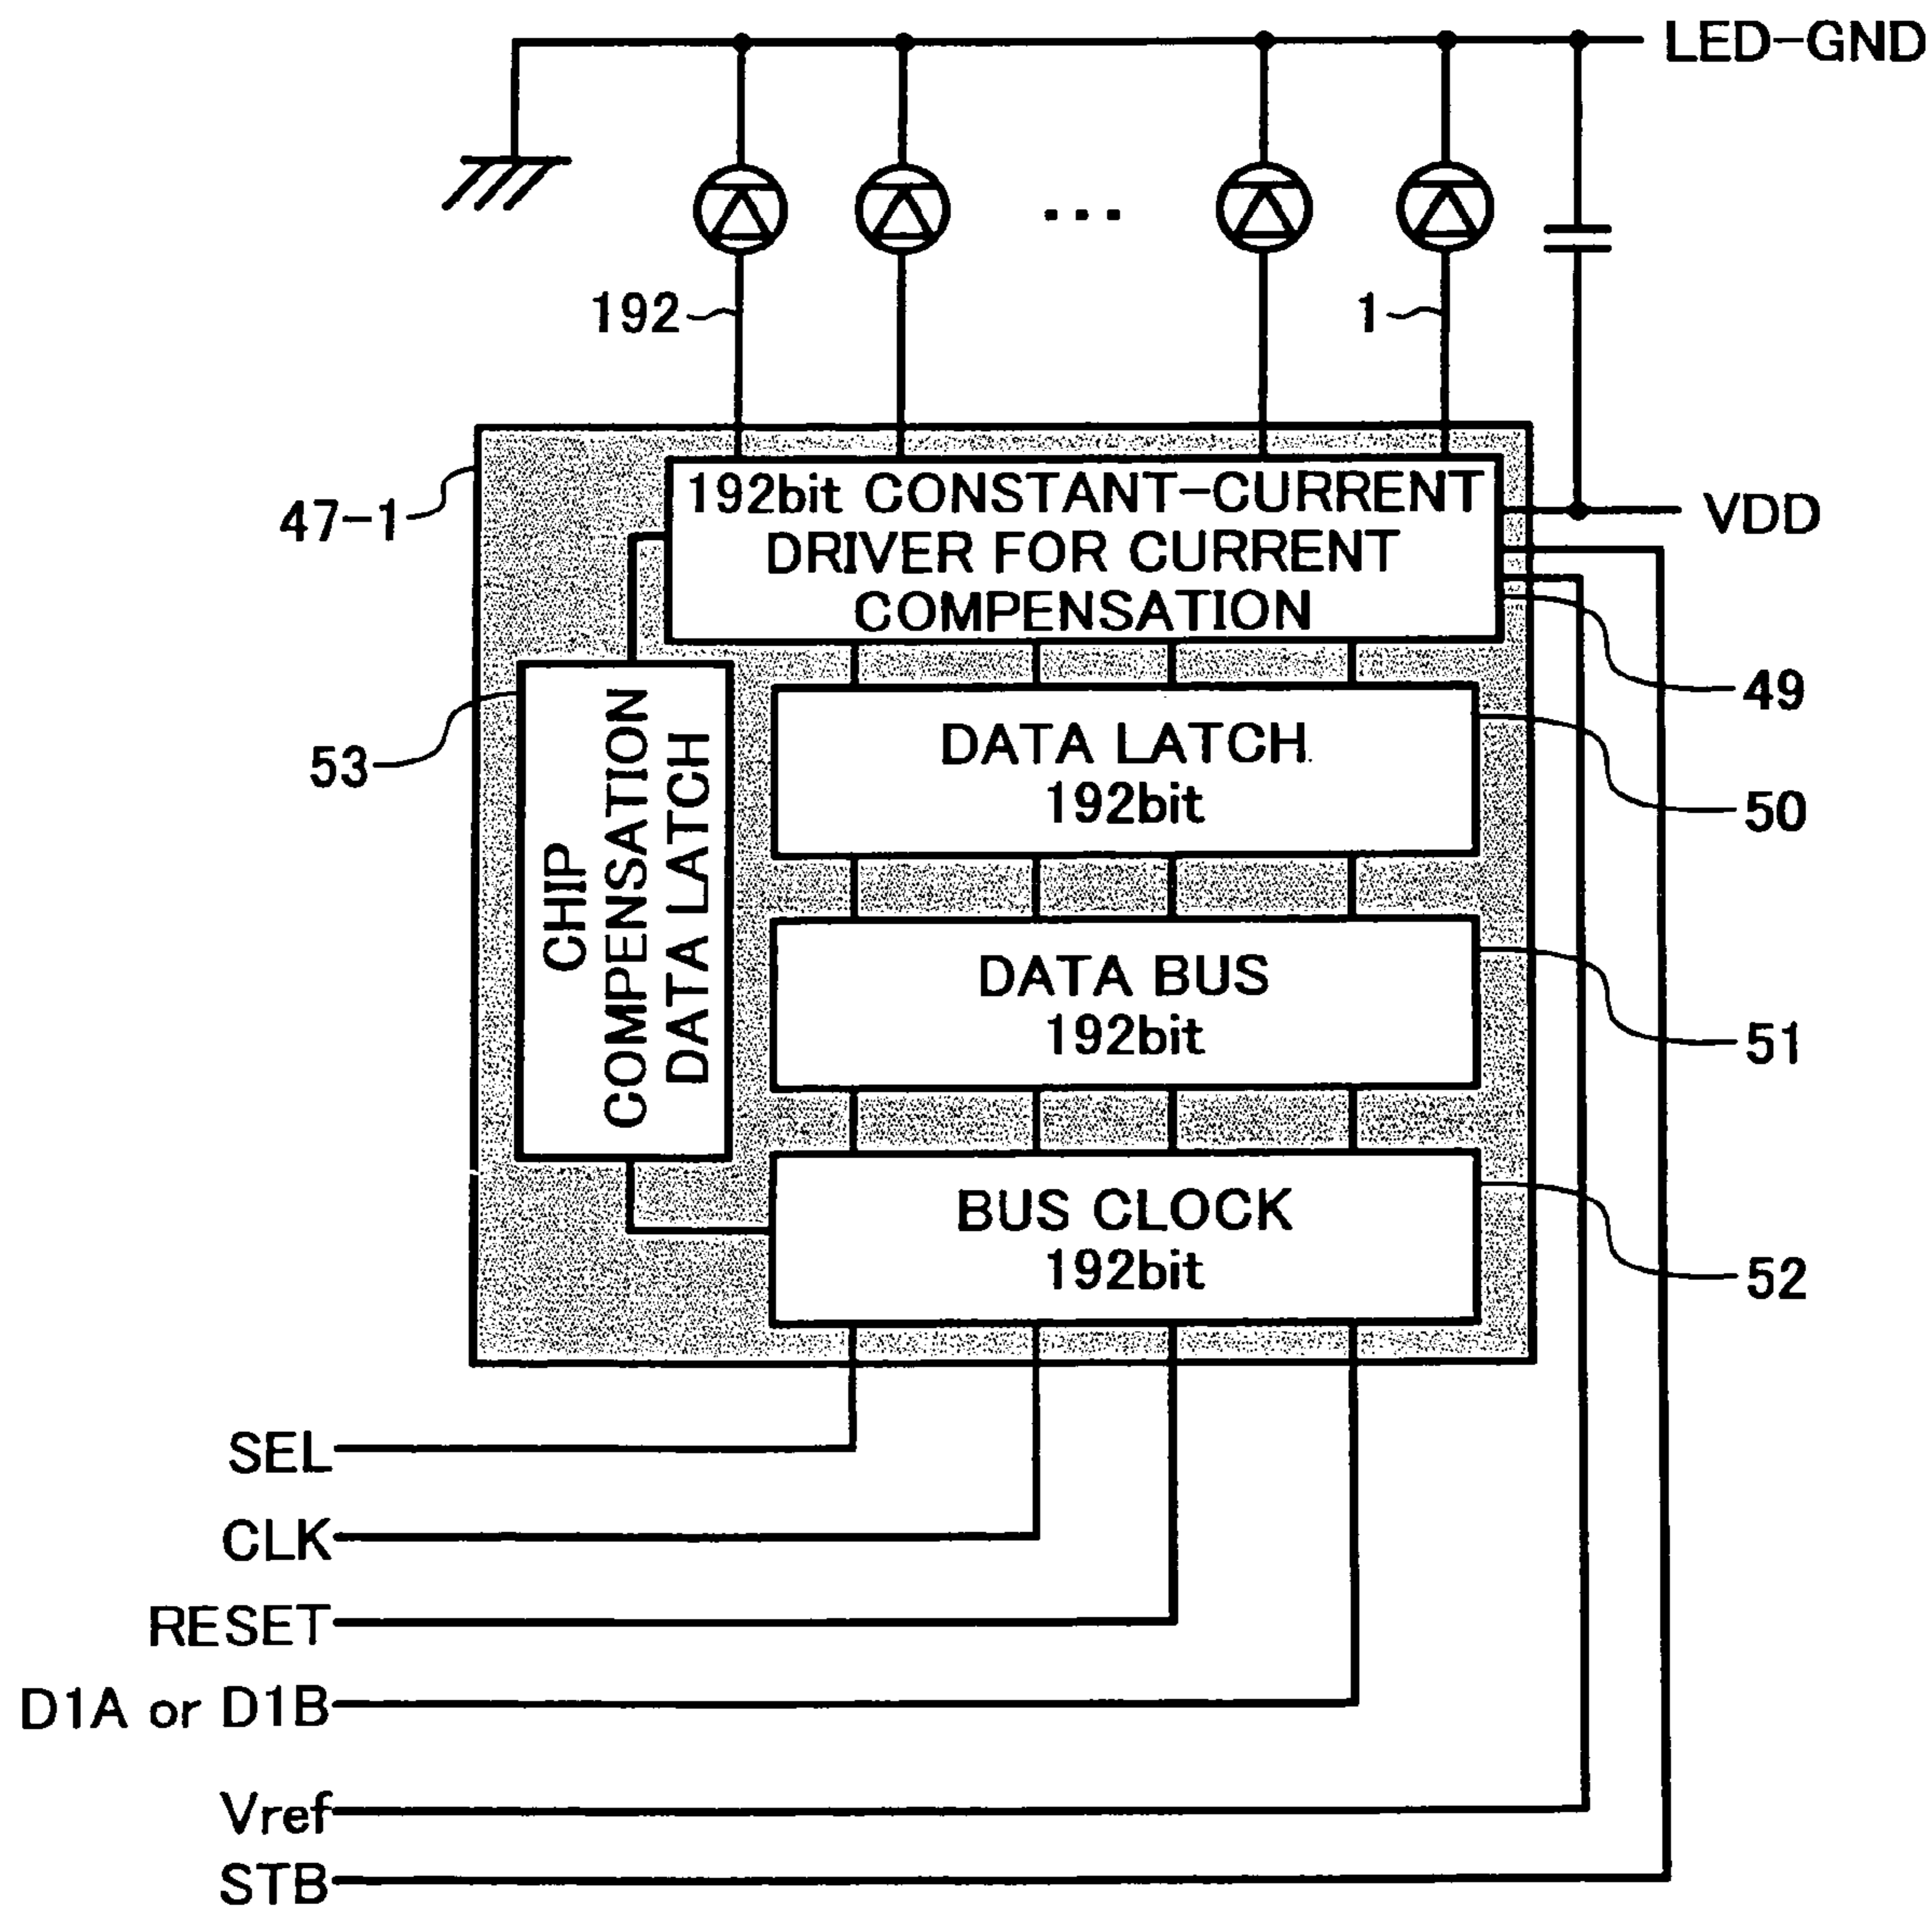 LED-GND
...
192
1
47-1
192bit CONSTANT-CURRENT
DRIVER FOR CURRENT
COMPENSATION
VDD
49
53
CHIP
COMPENSATION
DATA LATCH
DATA LATCH
192bit
50
DATA BUS
192bit
51
BUS CLOCK
192bit
52
SEL
CLK
RESET
D1A or D1B
Vref
STB